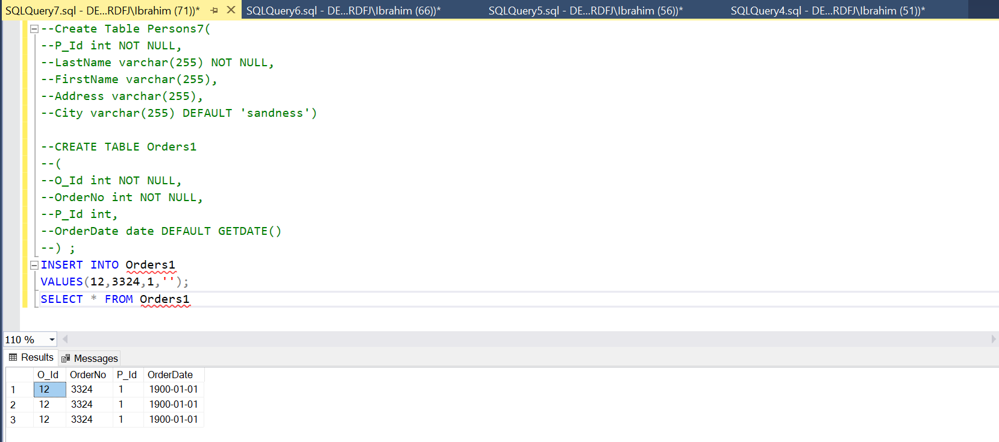 SQLQuery7.sql - DE...RDFJ\Ibrahim (71))* SQLQuery6.sql - DE...RDFJ\Ibrahim (66))* SQLQuery5.sql - DE...RDFJ\Ibrahim (56))* SQLQuery4.sql - DE...RDFJ\Ibrahim (51))*
--Create Table Persons7(
--P_Id int NOT NULL,
--LastName varchar(255) NOT NULL,
--FirstName varchar(255),
--Address varchar(255),
--City varchar(255) DEFAULT 'sandness')
--CREATE TABLE Orders1
--(
--O_Id int NOT NULL,
--OrderNo int NOT NULL,
--P_Id int,
--OrderDate date DEFAULT GETDATE()
--) ;
INSERT INTO Orders1
VALUES(12,3324,1,'');
SELECT * FROM Orders1
110 %
Results Messages
O_Id OrderNo P_Id OrderDate
1 12 3324 1 1900-01-01
2 12 3324 1 1900-01-01
3 12 3324 1 1900-01-01